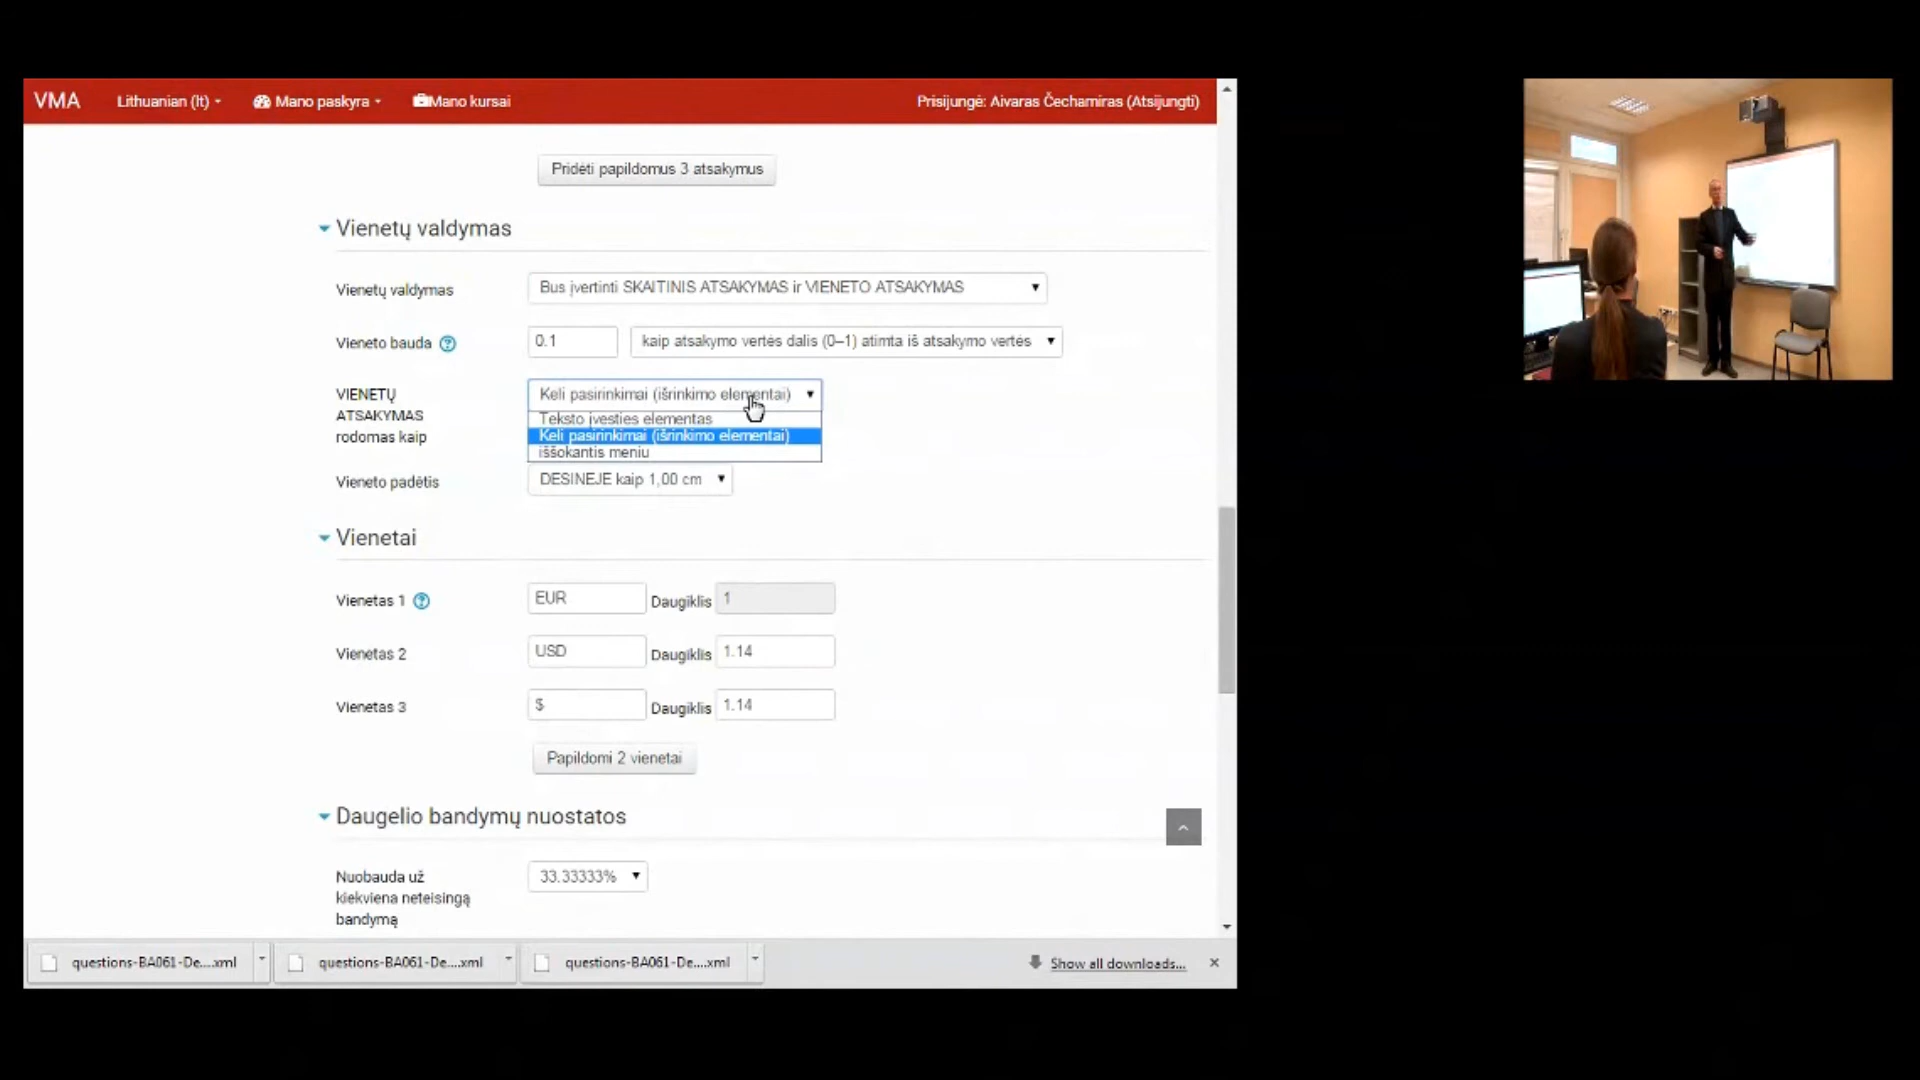 VMA Lithuanian (lt) Mano paskyra Mano kursai Prisijungė: Aivaras Čechamiras (Atsijungti)
Pridėti papildomus 3 atsakymus
Vienetų valdymas
Vienetų valdymas Bus įvertinti SKAITINIS ATSAKYMAS ir VIENETO ATSAKYMAS
Vieneto bauda 0.1 kaip atsakymo vertės dalis (0–1) atimta iš atsakymo vertės
VIENETŲ ATSAKYMAS rodomas kaip Keli pasirinkimai (išrinkimo elementai)
Teksto įvesties elementas
Keli pasirinkimai (išrinkimo elementai)
iššokantis meniu
Vieneto padėtis DEŠINĖJE kaip 1,00 cm
Vienetai
Vienetas 1 EUR Daugiklis 1
Vienetas 2 USD Daugiklis 1.14
Vienetas 3 $ Daugiklis 1.14
Papildomi 2 vienetai
Daugelio bandymų nuostatos
Nuobauda už kiekviena neteisingą bandymą 33.33333%
questions-BA061-De....xml questions-BA061-De....xml questions-BA061-De....xml Show all downloads...